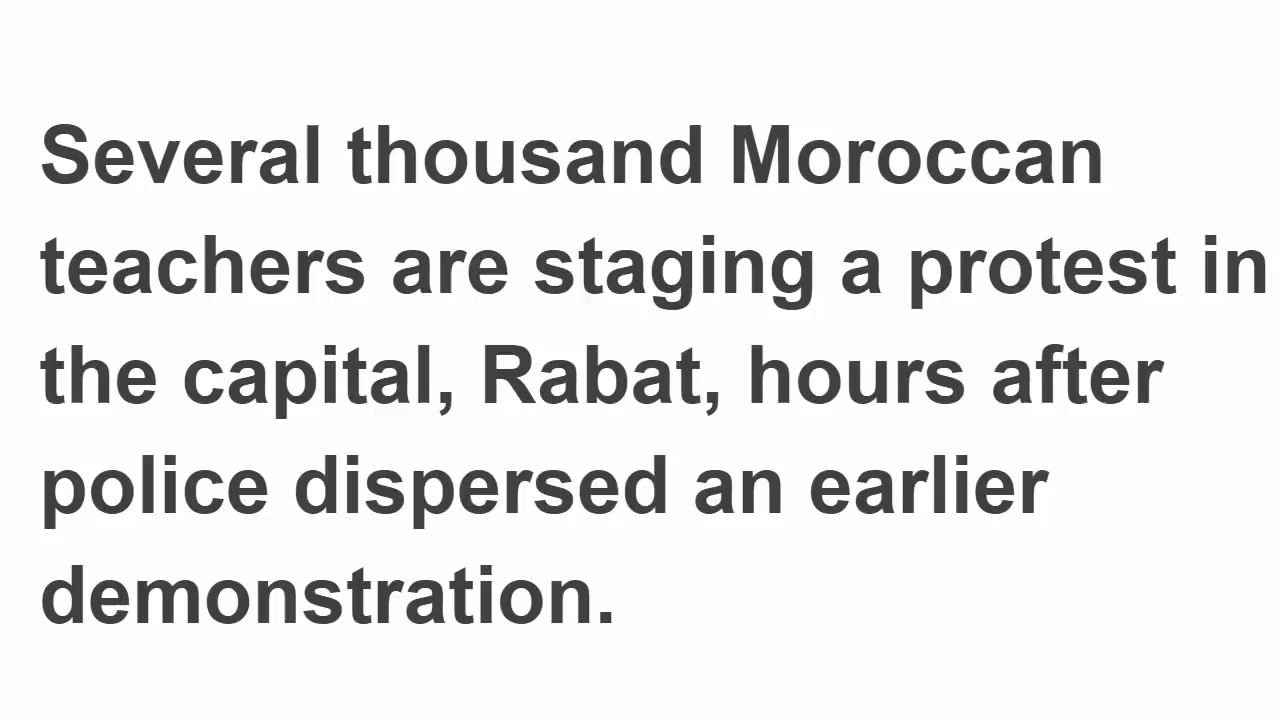 Several thousand Moroccan
teachers are staging a protest in
the capital, Rabat, hours after
police dispersed an earlier
demonstration.